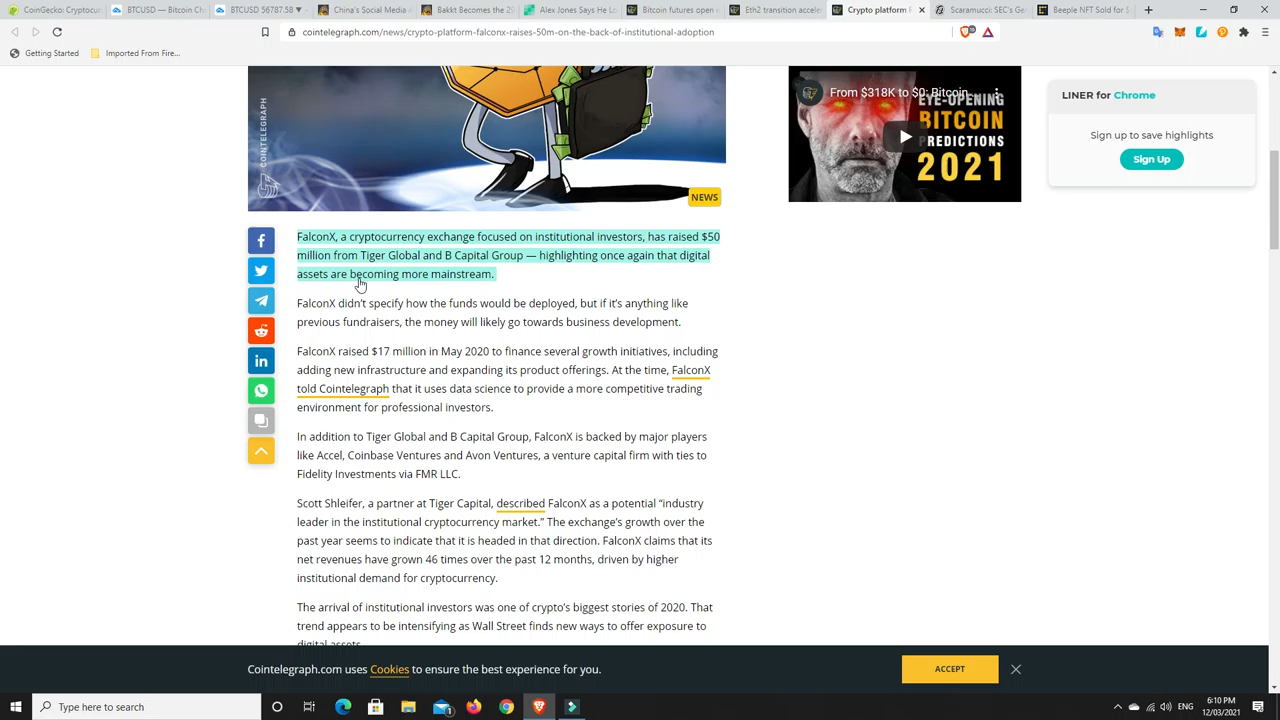 CoinGecko: Cryptocurr
BTCUSD — Bitcoin Cha
BTCUSD 56787.58 ▼
China's Social Media
Bakkt Becomes the 29
Alex Jones Says He Lo
Bitcoin futures open in
Eth2 transition acceler
Crypto platform F
Scaramucci: SEC's Gen
Beeple NFT Sold for $
cointelegraph.com/news/crypto-platform-falconx-raises-50m-on-the-back-of-institutional-adoption
Getting Started
Imported From Fire...
COINTELEGRAPH
NEWS
From $318K to $0: Bitcoin...
EYE-OPENING
BITCOIN
PREDICTIONS
2021
LINER for Chrome
Sign up to save highlights
Sign Up
FalconX, a cryptocurrency exchange focused on institutional investors, has raised $50
million from Tiger Global and B Capital Group — highlighting once again that digital
assets are becoming more mainstream.
FalconX didn't specify how the funds would be deployed, but if it's anything like
previous fundraisers, the money will likely go towards business development.
FalconX raised $17 million in May 2020 to finance several growth initiatives, including
adding new infrastructure and expanding its product offerings. At the time, FalconX
told Cointelegraph that it uses data science to provide a more competitive trading
environment for professional investors.
In addition to Tiger Global and B Capital Group, FalconX is backed by major players
like Accel, Coinbase Ventures and Avon Ventures, a venture capital firm with ties to
Fidelity Investments via FMR LLC.
Scott Shleifer, a partner at Tiger Capital, described FalconX as a potential "industry
leader in the institutional cryptocurrency market." The exchange's growth over the
past year seems to indicate that it is headed in that direction. FalconX claims that its
net revenues have grown 46 times over the past 12 months, driven by higher
institutional demand for cryptocurrency.
The arrival of institutional investors was one of crypto's biggest stories of 2020. That
trend appears to be intensifying as Wall Street finds new ways to offer exposure to
digital assets.
Cointelegraph.com uses Cookies to ensure the best experience for you.
ACCEPT
Type here to search
ENG
6:10 PM
12/03/2021